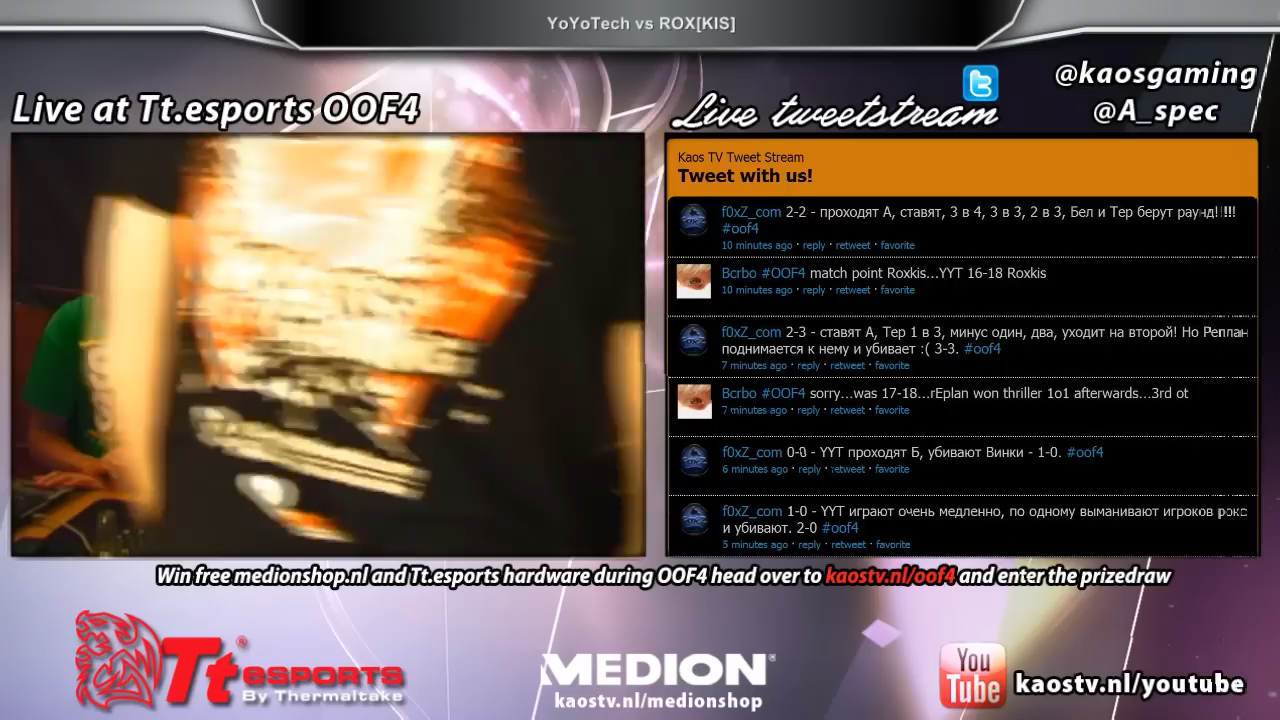 YoYoTech vs ROX[KIS]
Live at Tt.esports OOF4
Live tweetstream
@kaosgaming
@A_spec
Kaos TV Tweet Stream
Tweet with us!
f0xZ_com 2-2 - проходят А, ставят, 3 в 4, 3 в 3, 2 в 3, Бел и Тер берут раунд!!!!
#oof4
10 minutes ago · reply · retweet · favorite
Bcrbo #OOF4 match point Roxkis...YYT 16-18 Roxkis
10 minutes ago · reply · retweet · favorite
f0xZ_com 2-3 - ставят А, Тер 1 в 3, минус один, два, уходит на второй! Но Реплан
поднимается к нему и убивает :( 3-3. #oof4
7 minutes ago · reply · retweet · favorite
Bcrbo #OOF4 sorry...was 17-18...rEplan won thriller 1o1 afterwards...3rd ot
7 minutes ago · reply · retweet · favorite
f0xZ_com 0-0 - YYT проходят Б, убивают Винки - 1-0. #oof4
6 minutes ago · reply · retweet · favorite
f0xZ_com 1-0 - YYT играют очень медленно, по одному выманивают игроков рокс
и убивают. 2-0 #oof4
5 minutes ago · reply · retweet · favorite
Win free medionshop.nl and Tt.esports hardware during OOF4 head over to kaostv.nl/oof4 and enter the prizedraw
Tt® eSPORTS
By Thermaltake
MEDION®
kaostv.nl/medionshop
You Tube
kaostv.nl/youtube